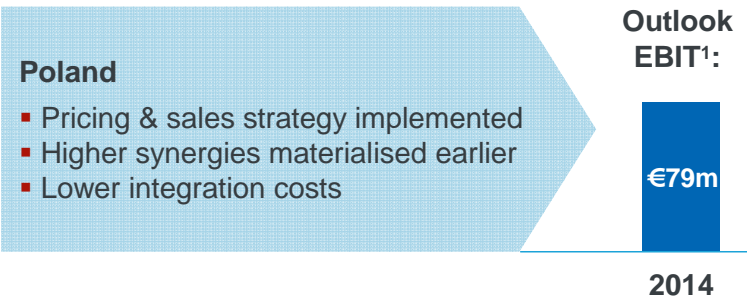 Outlook
EBIT¹:
Poland
▪ Pricing & sales strategy implemented
▪ Higher synergies materialised earlier
▪ Lower integration costs
€79m
2014